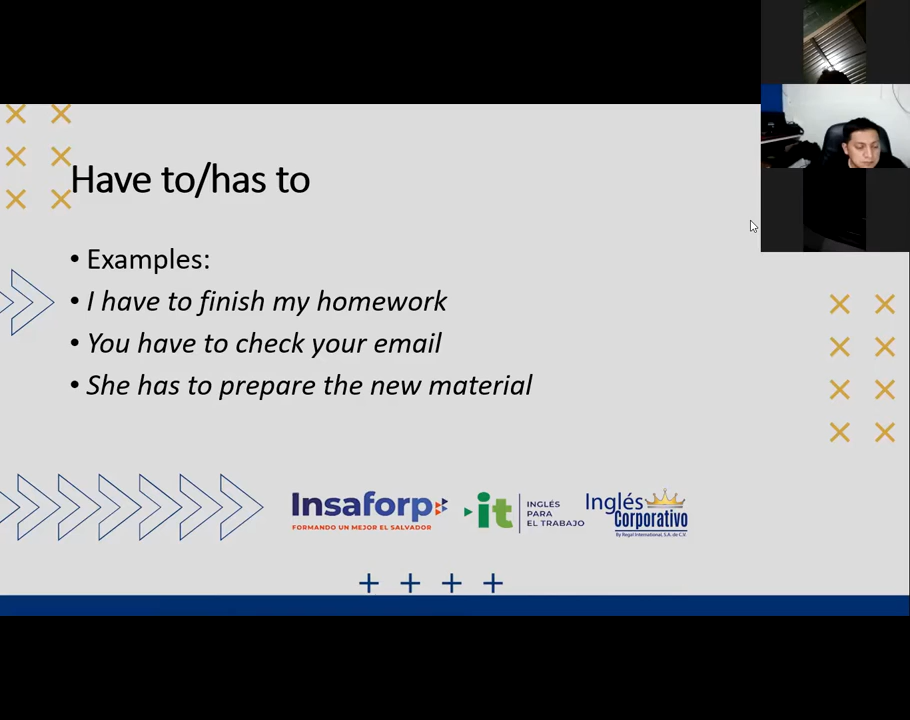 Have to/has to
• Examples:
• I have to finish my homework
• You have to check your email
• She has to prepare the new material
Insaforp
FORMANDO UN MEJOR EL SALVADOR
it
INGLÉS
PARA
EL TRABAJO
Inglés
Corporativo
By Regal International, S.A. de C.V.